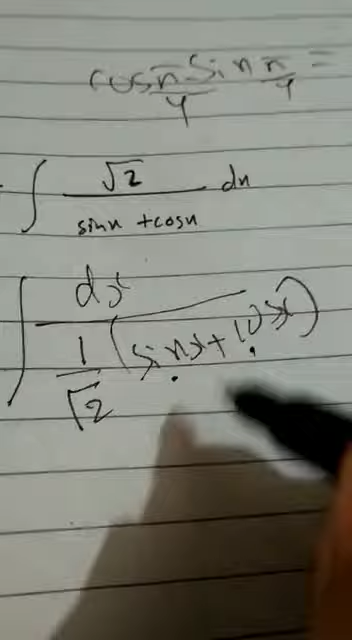 cos π/4 sin π/4 =
∫ √2 / (sinx + cosx) dx
∫ dx / (1/√2 (sinx + cosx))